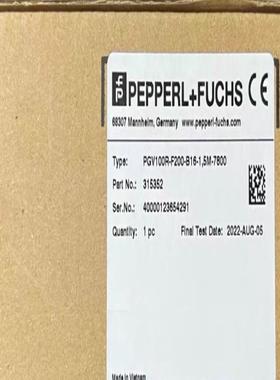 PEPPERL+FUCHS CE
68307 Mannheim, Germany www.pepperl-fuchs.com
Type: PGV100R-F200-B16-1,5M-7800
Part No.: 315352
Ser.No.: 40000123654291
Quantity: 1 pc Final Test Date: 2022-AUG-05
Made in Vietnam